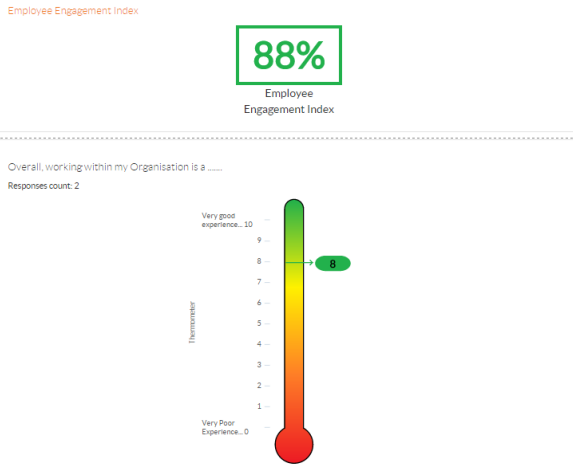 Employee Engagement Index
88%
Employee
Engagement Index
Overall, working within my Organisation is a .......
Responses count: 2
Very good
experience... 10
9
8
8
7
6
Thermometer
5
4
3
2
1
Very Poor
Experience... 0